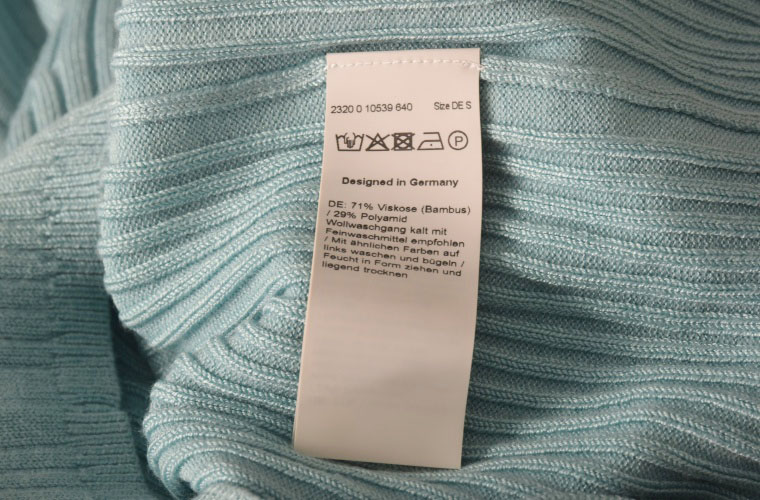 2320 0 10539 640 Size DE S
P
Designed in Germany
DE: 71% Viskose (Bambus)
/ 29% Polyamid
Wollwaschgang kalt mit
Feinwaschmittel empfohlen
/ Mit ähnlichen Farben auf
links waschen und bügeln /
Feucht in Form ziehen und
liegend trocknen